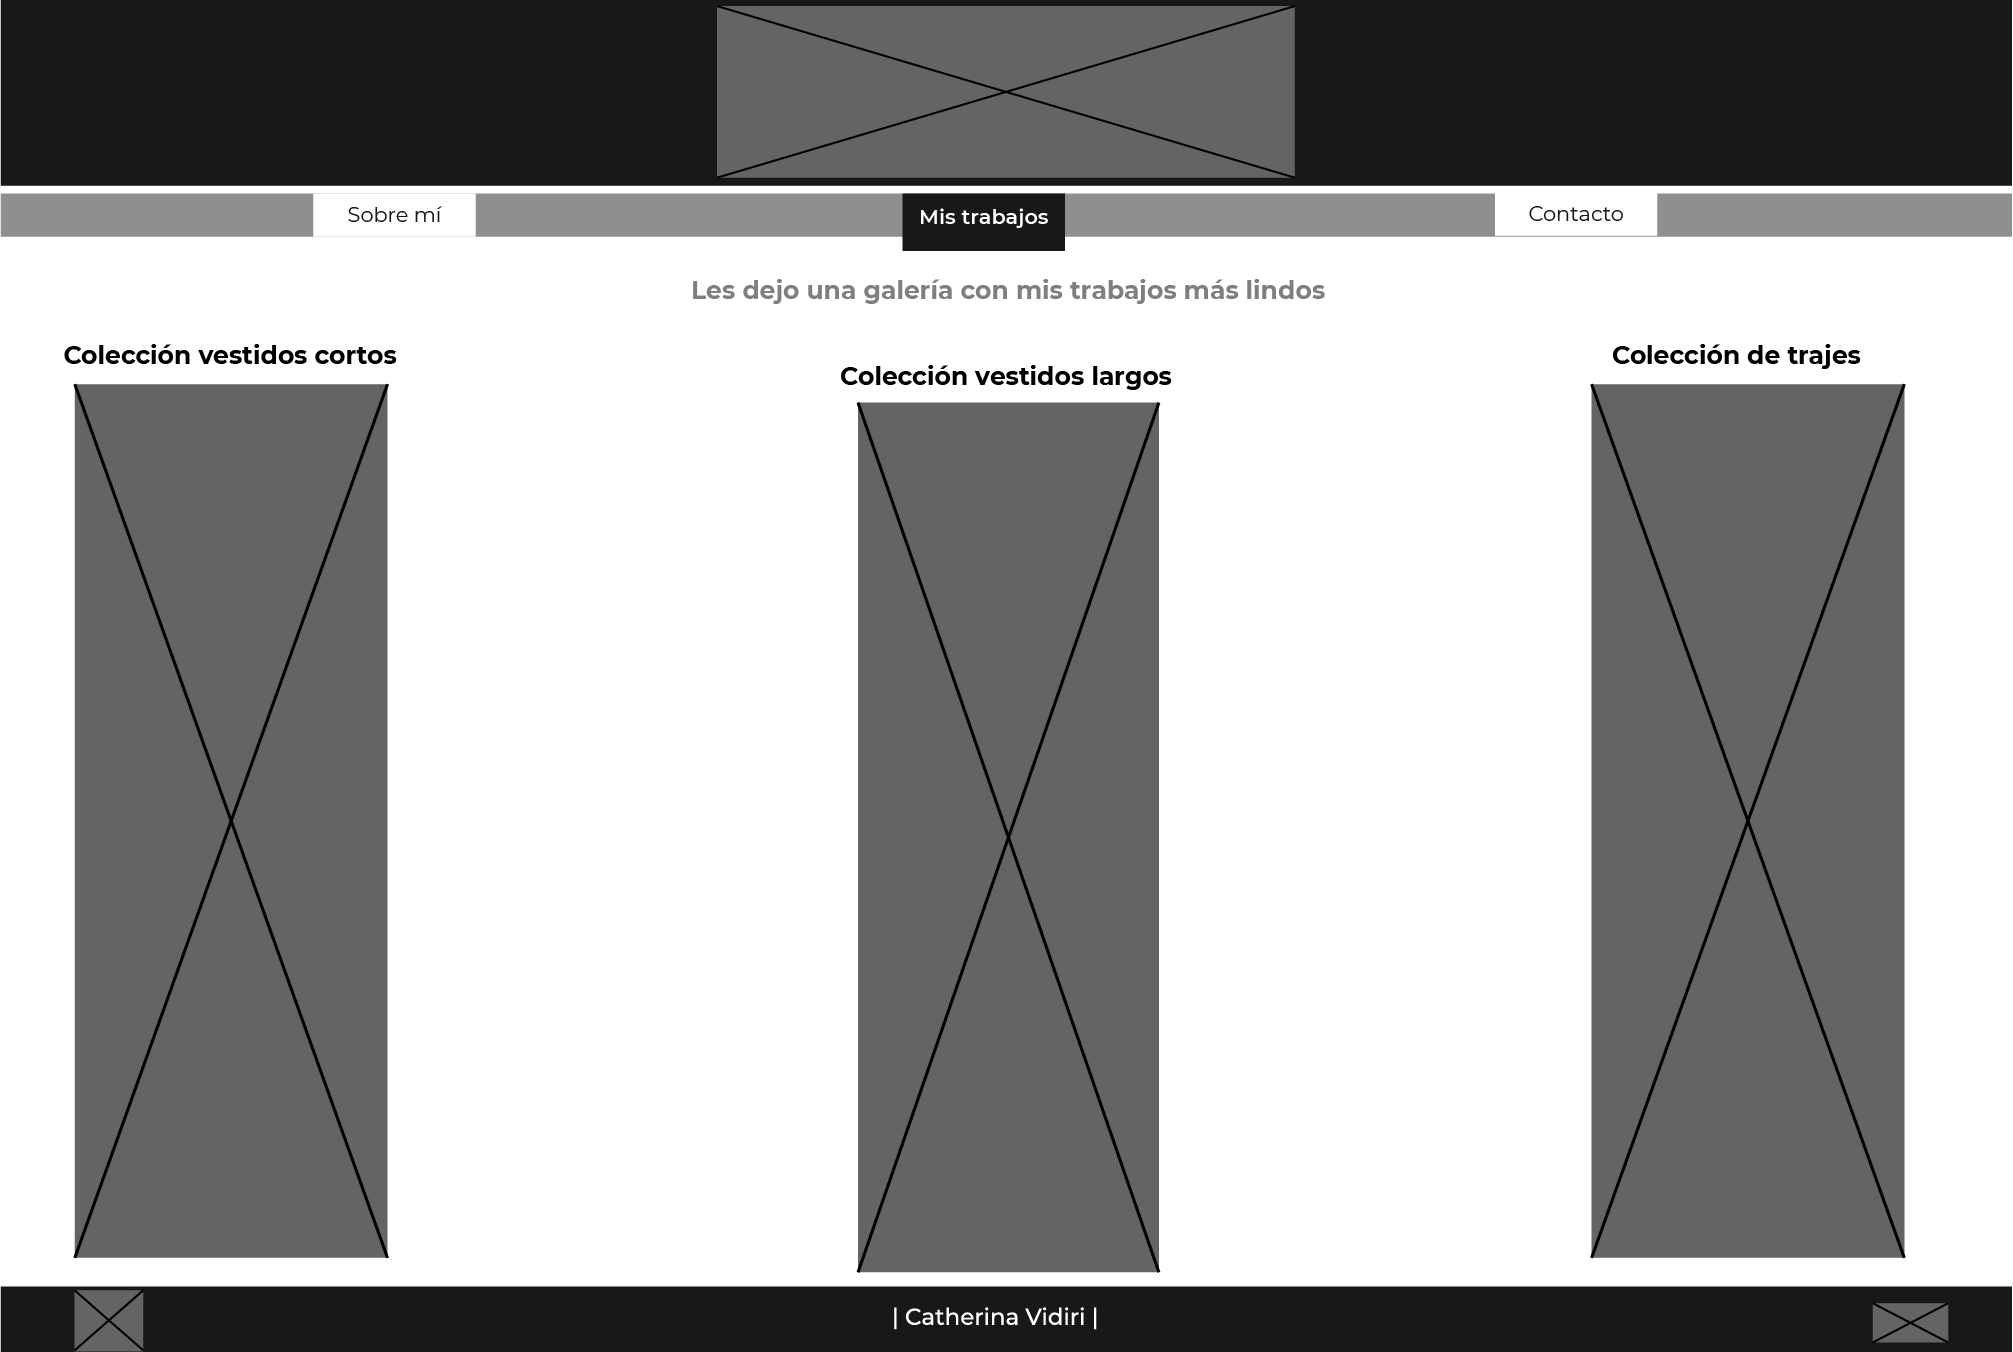 Sobre mí
Mis trabajos
Contacto
Les dejo una galería con mis trabajos más lindos
Colección vestidos cortos
Colección vestidos largos
Colección de trajes
| Catherina Vidiri |